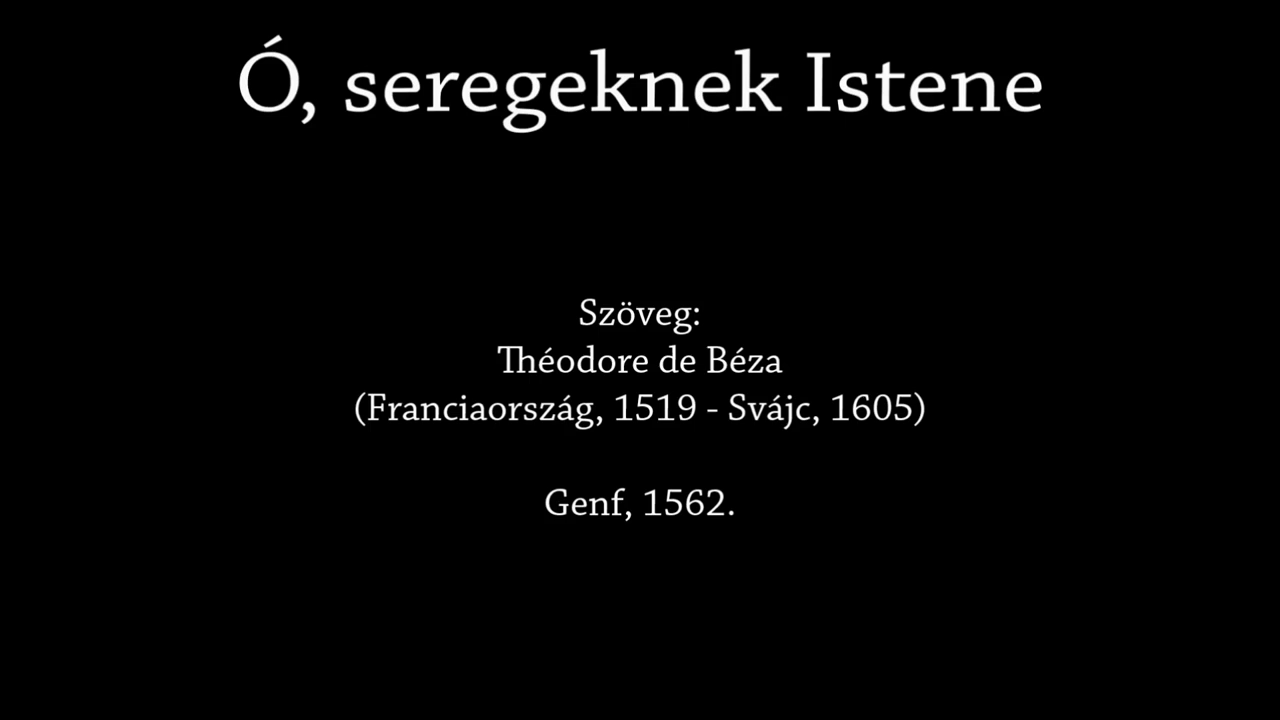 Ó, seregeknek Istene
Szöveg:
Théodore de Béza
(Franciaország, 1519 - Svájc, 1605)
Genf, 1562.